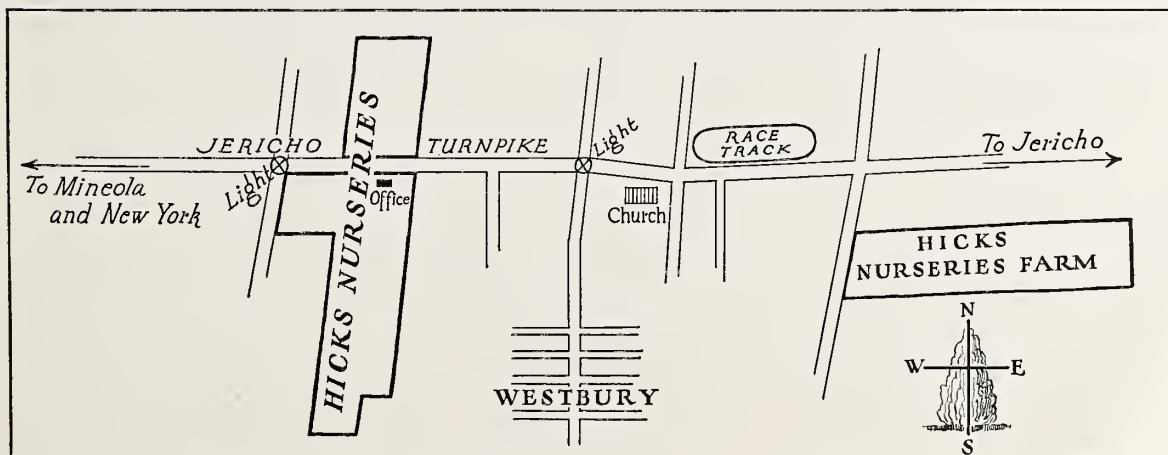 JERICHO TURNPIKE
Light
Light
RACE
TRACK
To Jericho
To Mineola
and New York
HICKS NURSERIES
Office
Church
HICKS
NURSERIES FARM
WESTBURY
N
W E
S